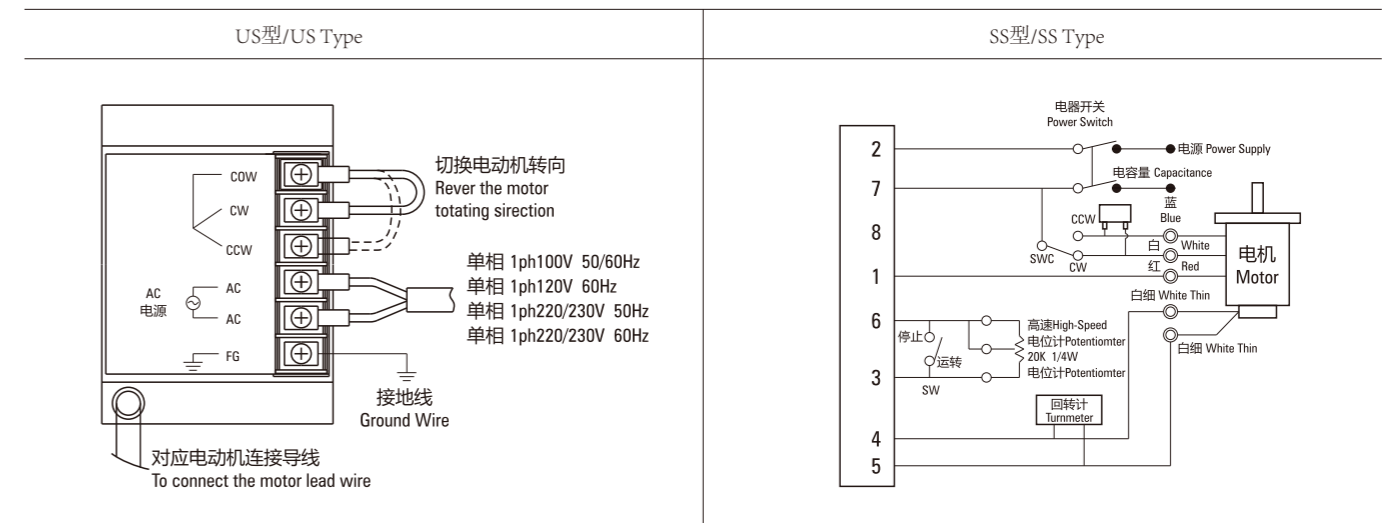 US型/US Type
SS型/SS Type
COW
CW
CCW
AC
电源
AC
AC
FG
切换电动机转向
Rever the motor
totating sirection
单相 1ph100V 50/60Hz
单相 1ph120V 60Hz
单相 1ph220/230V 50Hz
单相 1ph220/230V 60Hz
接地线
Ground Wire
对应电动机连接导线
To connect the motor lead wire
电器开关
Power Switch
2
电源 Power Supply
7
电容量 Capacitance
蓝
Blue
CCW
8
白 White
SWC
CW
1
红 Red
电机
Motor
白细 White Thin
6
停止
运转
高速High-Speed
电位计Potentiomter
20K 1/4W
电位计Potentiomter
白细 White Thin
3
SW
回转计
Turnmeter
4
5